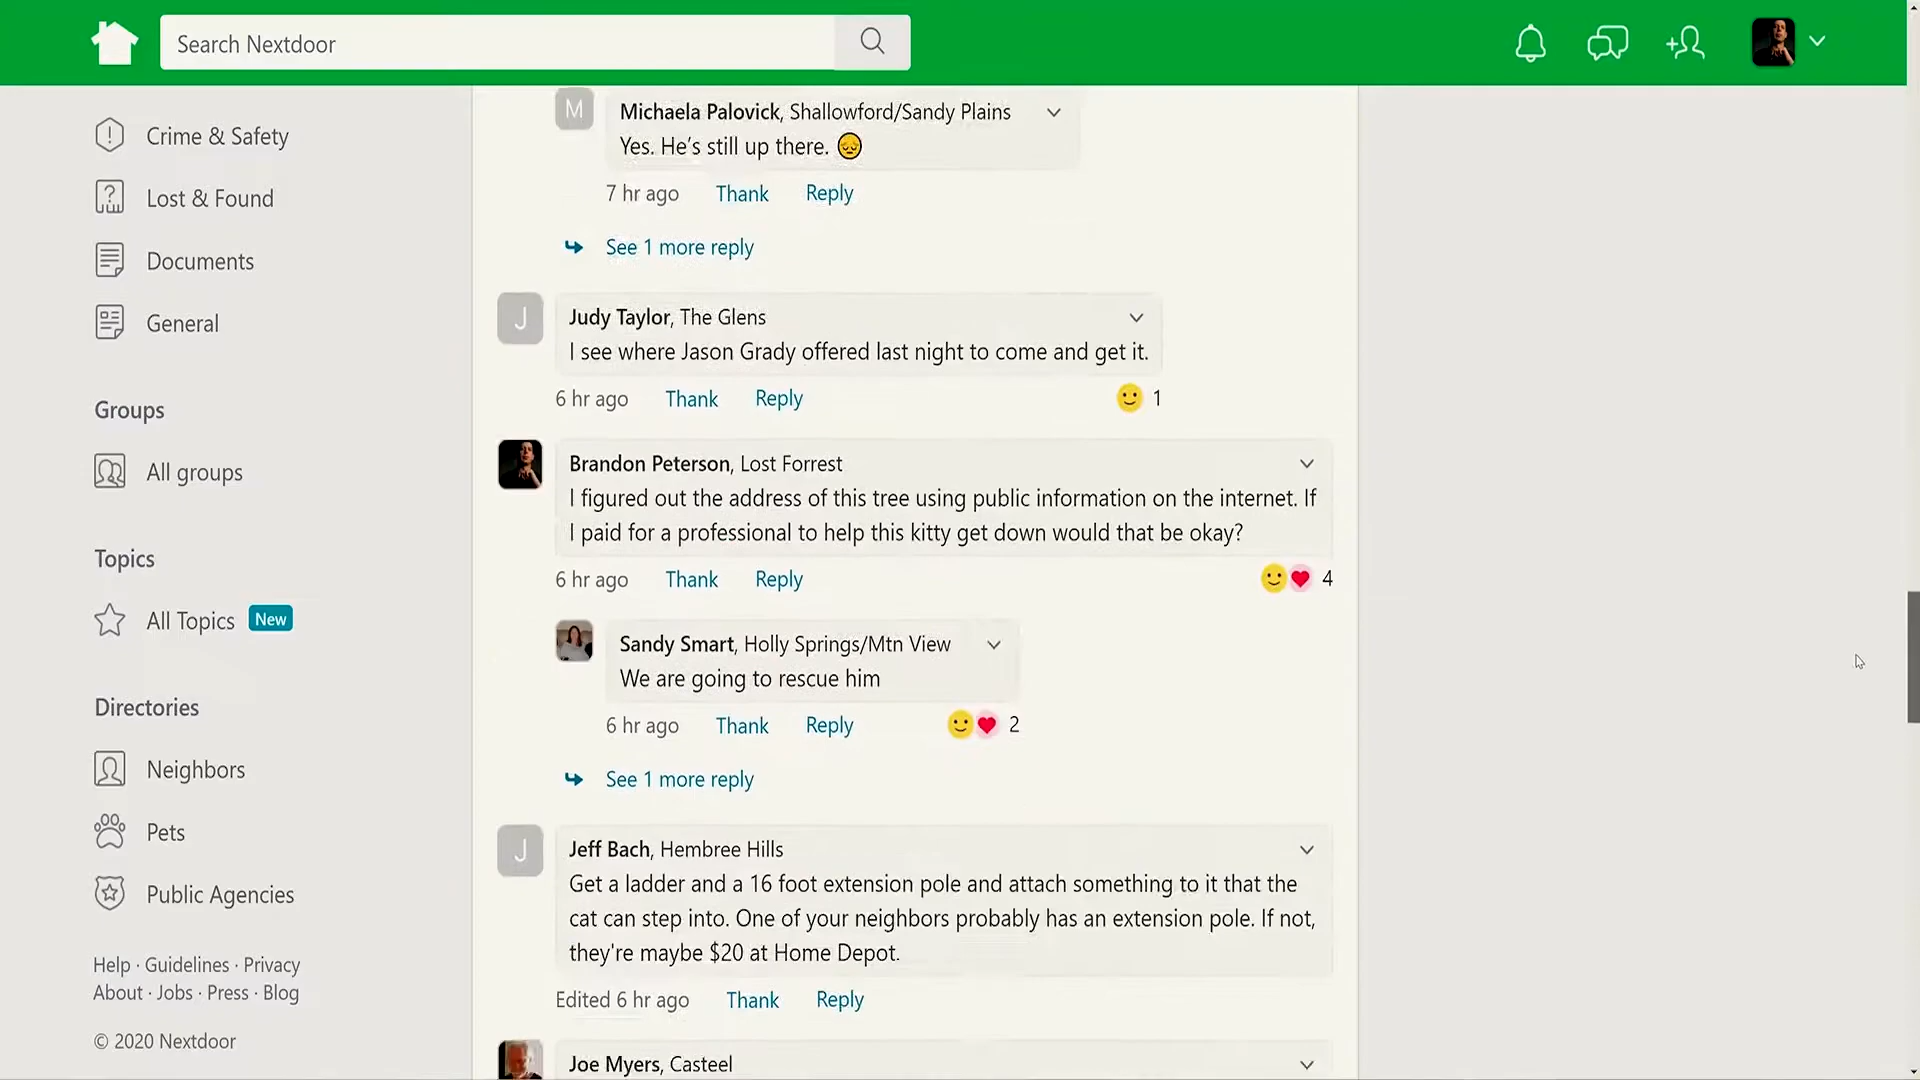 Search Nextdoor
Crime & Safety
Lost & Found
Documents
General
Groups
All groups
Topics
All Topics New
Directories
Neighbors
Pets
Public Agencies
Help · Guidelines · Privacy
About · Jobs · Press · Blog
© 2020 Nextdoor
M
Michaela Palovick, Shallowford/Sandy Plains
Yes. He’s still up there. 😔
7 hr ago Thank Reply
See 1 more reply
J
Judy Taylor, The Glens
I see where Jason Grady offered last night to come and get it.
6 hr ago Thank Reply 1
Brandon Peterson, Lost Forrest
I figured out the address of this tree using public information on the internet. If
I paid for a professional to help this kitty get down would that be okay?
6 hr ago Thank Reply 4
Sandy Smart, Holly Springs/Mtn View
We are going to rescue him
6 hr ago Thank Reply 2
See 1 more reply
J
Jeff Bach, Hembree Hills
Get a ladder and a 16 foot extension pole and attach something to it that the
cat can step into. One of your neighbors probably has an extension pole. If not,
they're maybe $20 at Home Depot.
Edited 6 hr ago Thank Reply
Joe Myers, Casteel